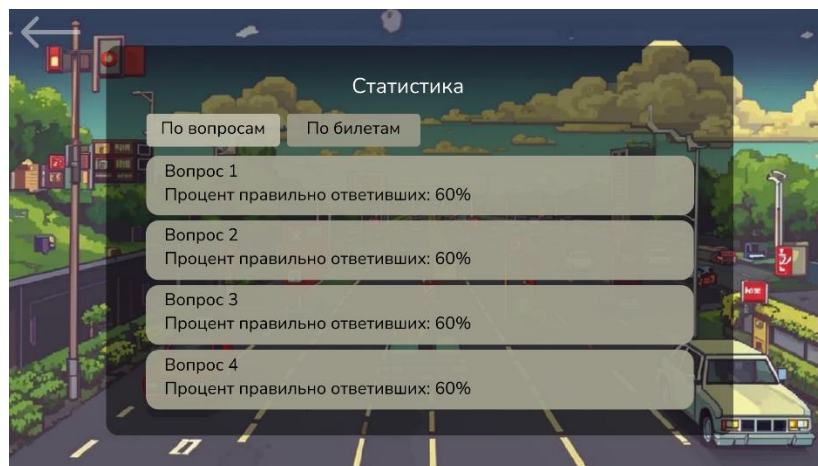 Статистика
По вопросам
По билетам
Вопрос 1
Процент правильно ответивших: 60%
Вопрос 2
Процент правильно ответивших: 60%
Вопрос 3
Процент правильно ответивших: 60%
Вопрос 4
Процент правильно ответивших: 60%